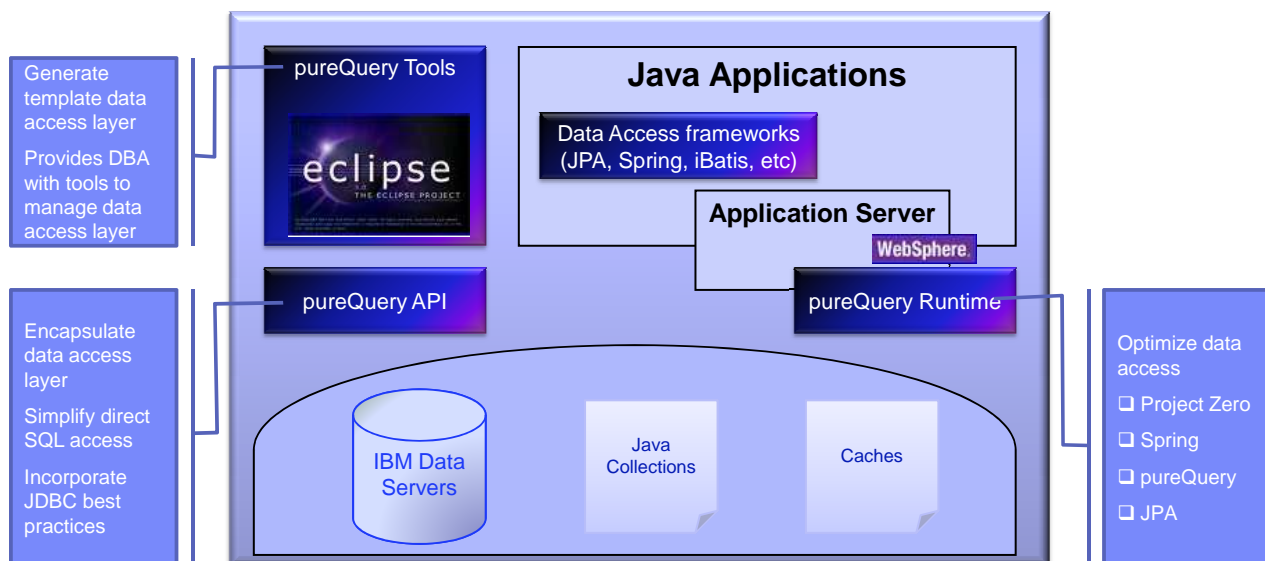 Generate
template data
access layer
Provides DBA
with tools to
manage data
access layer
pureQuery Tools
eclipse
THE ECLIPSE PROJECT
Java Applications
Data Access frameworks
(JPA, Spring, iBatis, etc)
Application Server
WebSphere.
Encapsulate
data access
layer
Simplify direct
SQL access
Incorporate
JDBC best
practices
pureQuery API
pureQuery Runtime
Optimize data
access
❑ Project Zero
❑ Spring
❑ pureQuery
❑ JPA
IBM Data
Servers
Java
Collections
Caches